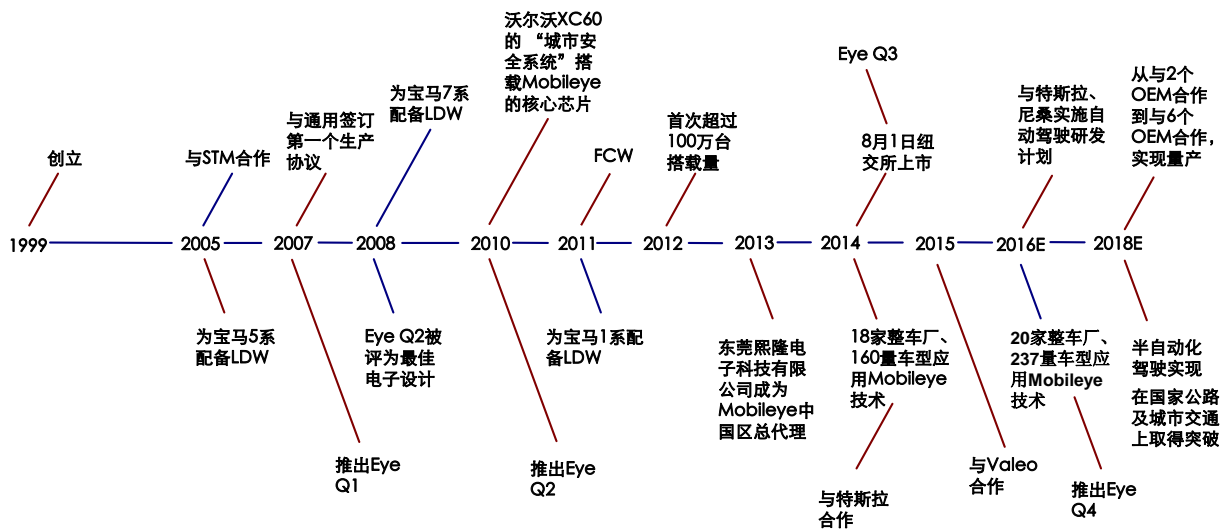 创立
与STM合作
与通用签订
第一个生产
协议
为宝马7系
配备LDW
沃尔沃XC60
的 “城市安
全系统”搭
载Mobileye
的核心芯片
FCW
首次超过
100万台
搭载量
Eye Q3
8月1日纽
交所上市
与特斯拉、
尼桑实施自
动驾驶研发
计划
从与2个
OEM合作
到与6个
OEM合作，
实现量产
1999
2005
2007
2008
2010
2011
2012
2013
2014
2015
2016E
2018E
为宝马5系
配备LDW
推出Eye
Q1
Eye Q2被
评为最佳
电子设计
推出Eye
Q2
为宝马1系配
备LDW
东莞熙隆电
子科技有限
公司成为
Mobileye中
国区总代理
18家整车厂、
160量车型应
用Mobileye
技术
与特斯拉
合作
与Valeo
合作
20家整车厂、
237量车型应
用Mobileye
技术
推出Eye
Q4
半自动化
驾驶实现
在国家公路
及城市交通
上取得突破